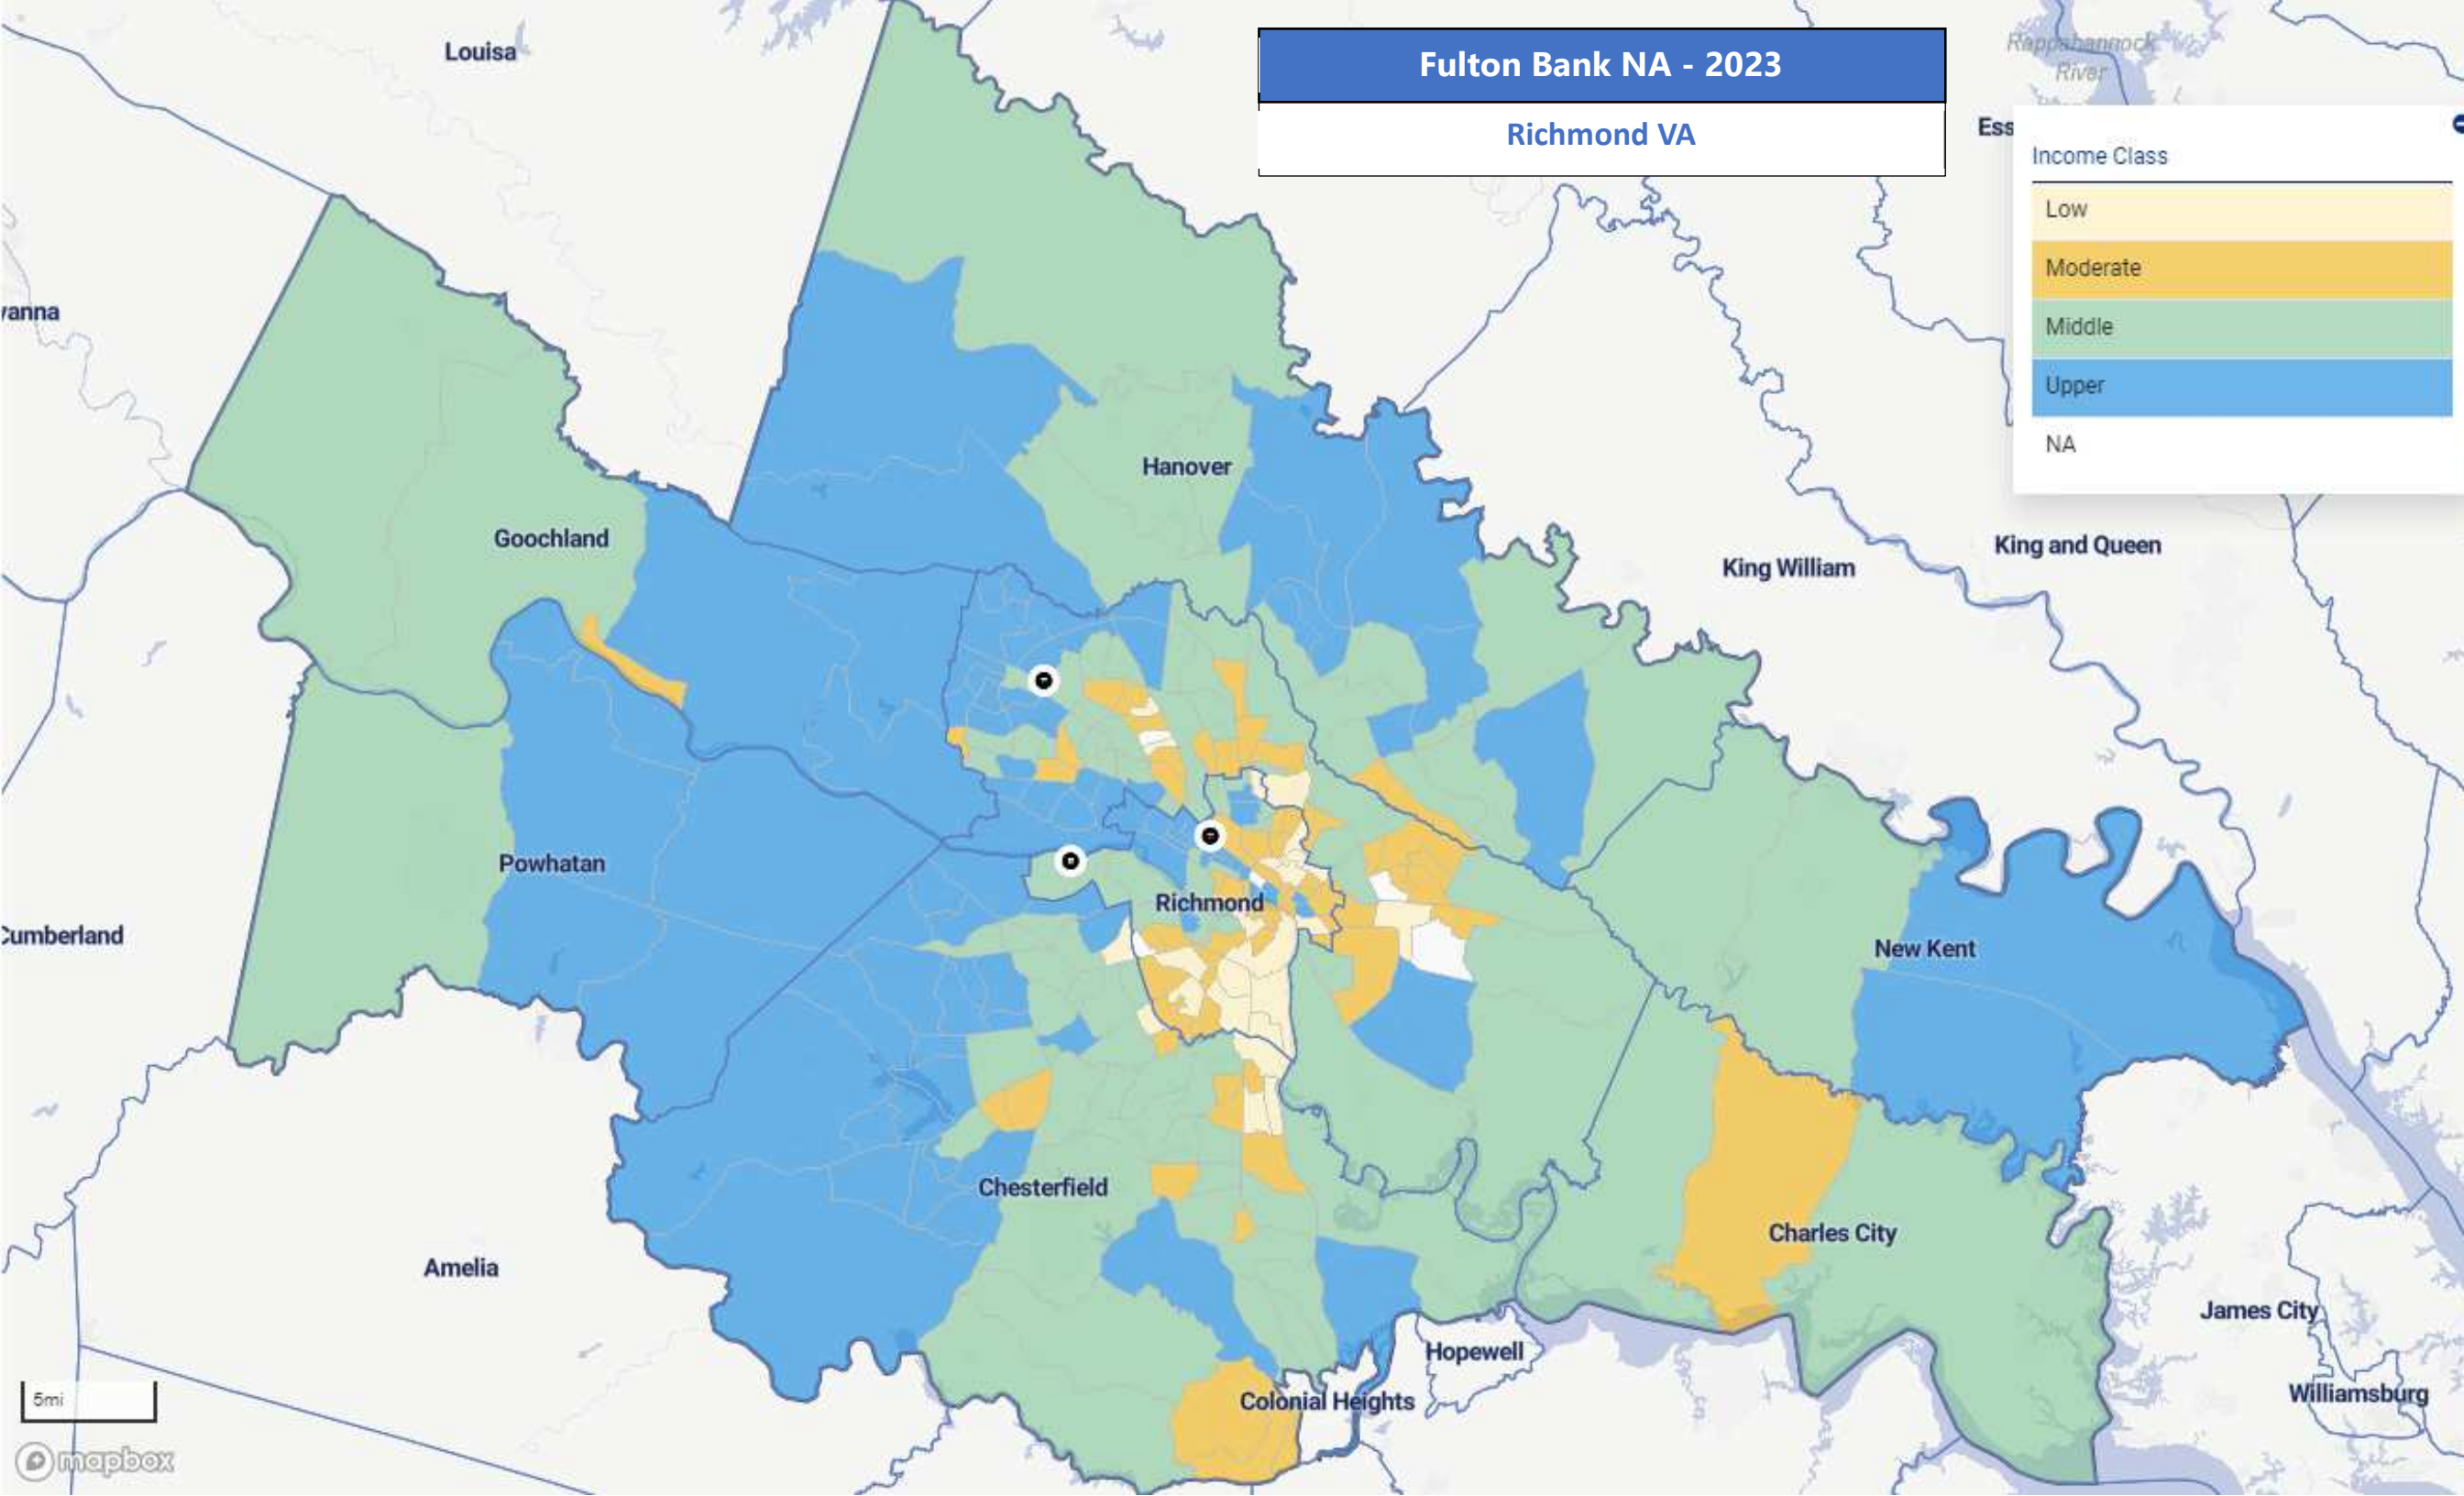 Louisa
Fulton Bank NA - 2023
Richmond VA
Rappahannock
River
Ess
Income Class
Low
Moderate
Middle
Upper
NA
vanna
Hanover
Goochland
King William
King and Queen
Powhatan
Richmond
Cumberland
New Kent
Chesterfield
Charles City
Amelia
James City
Hopewell
Colonial Heights
Williamsburg
5mi
mapbox